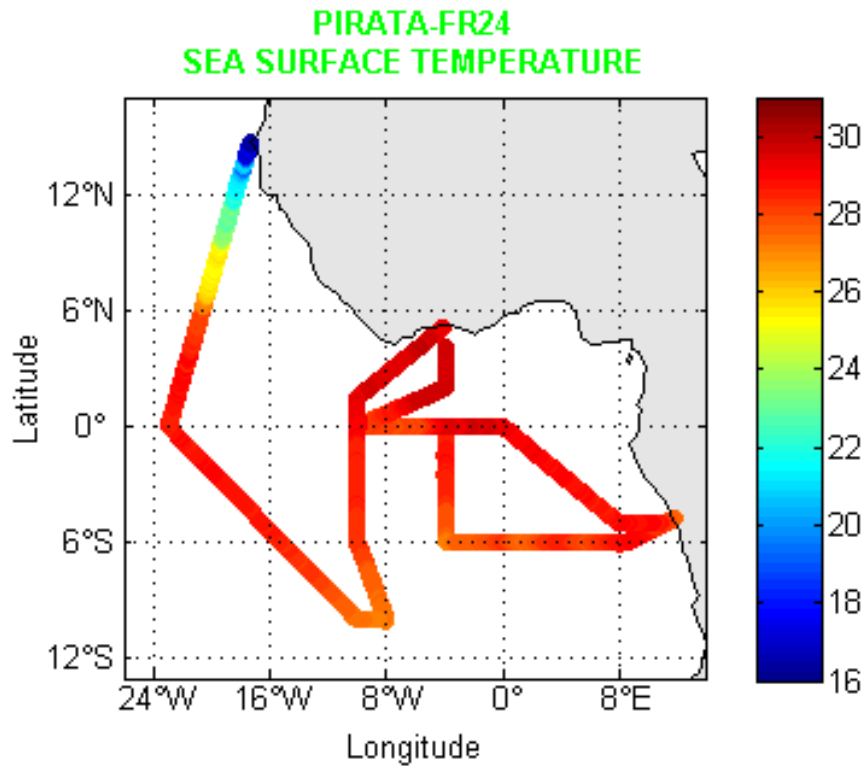 PIRATA-FR24
SEA SURFACE TEMPERATURE
30
12°N
28
6°N
26
Latitude
0°
24
22
6°S
20
18
12°S
16
24°W 16°W 8°W 0° 8°E
Longitude